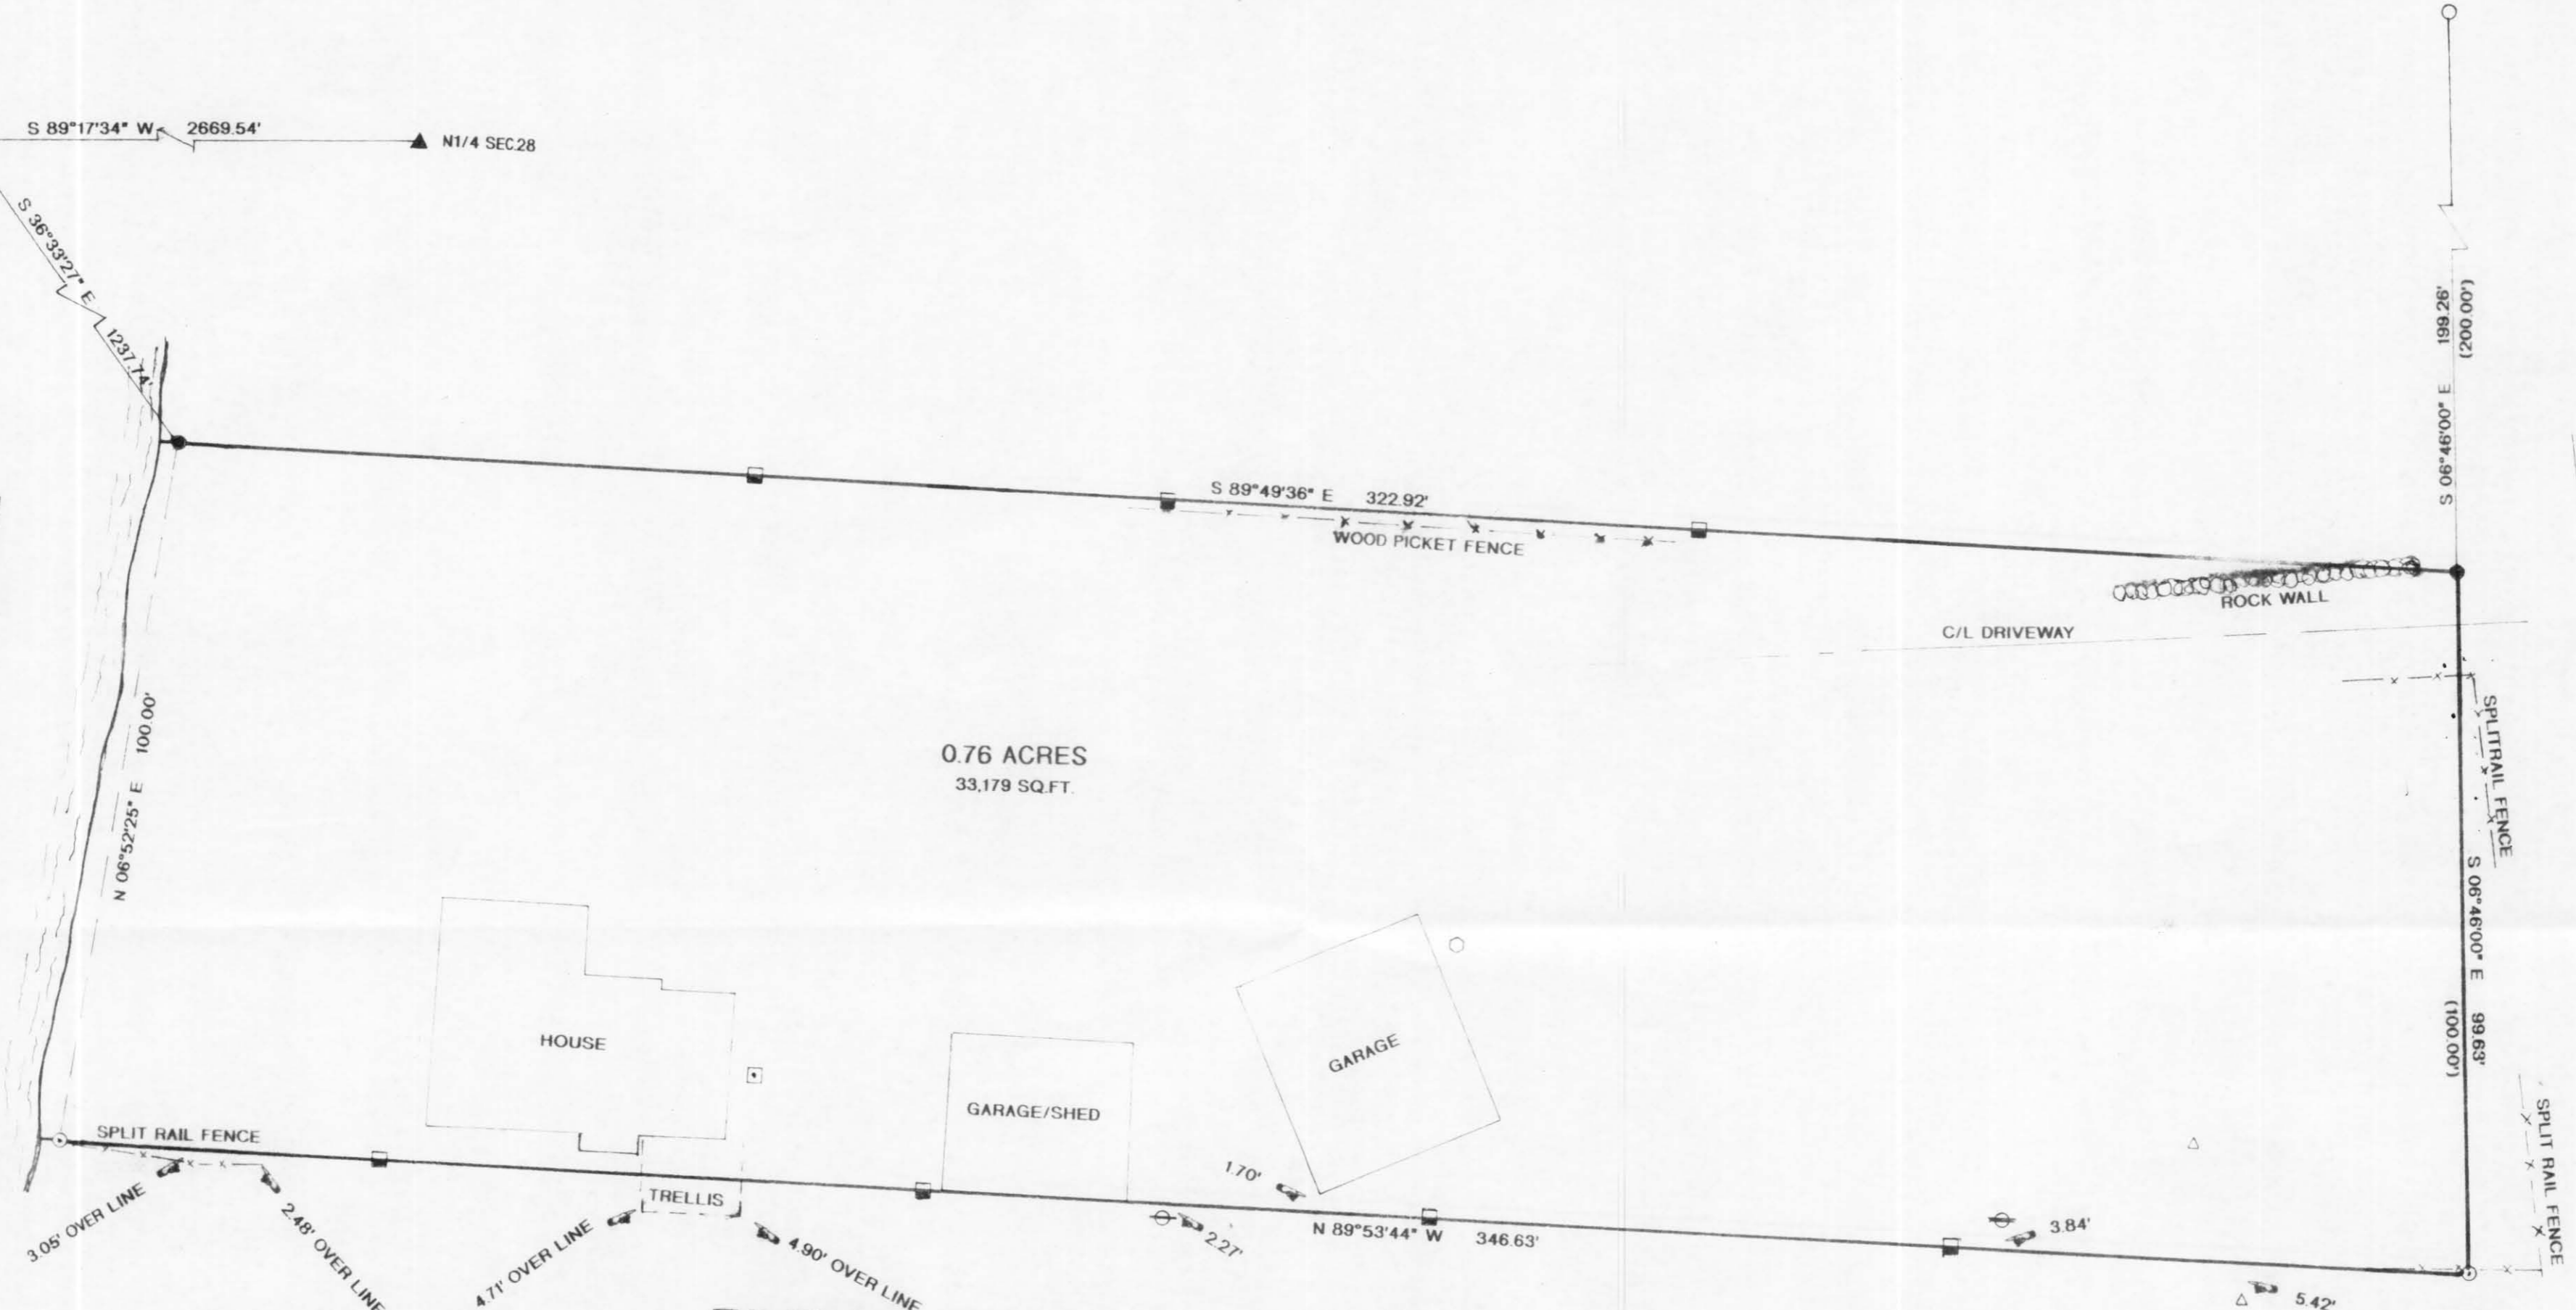 S 89°17'34" W 2669.54'
N1/4 SEC.28
S 36°33'27" E 1237.74'
S 06°46'00" E 199.26'
(200.00')
S 89°49'36" E 322.92'
WOOD PICKET FENCE
ROCK WALL
C/L DRIVEWAY
SPLITRAIL FENCE
N 06°52'25" E 100.00'
0.76 ACRES
33,179 SQ.FT.
S 06°46'00" E 99.63'
(100.00')
HOUSE
GARAGE/SHED
GARAGE
SPLIT RAIL FENCE
SPLIT RAIL FENCE
TRELLIS
1.70'
2.27'
N 89°53'44" W 346.63'
3.84'
3.05' OVER LINE
2.48' OVER LINE
4.71' OVER LINE
4.90' OVER LINE
5.42'